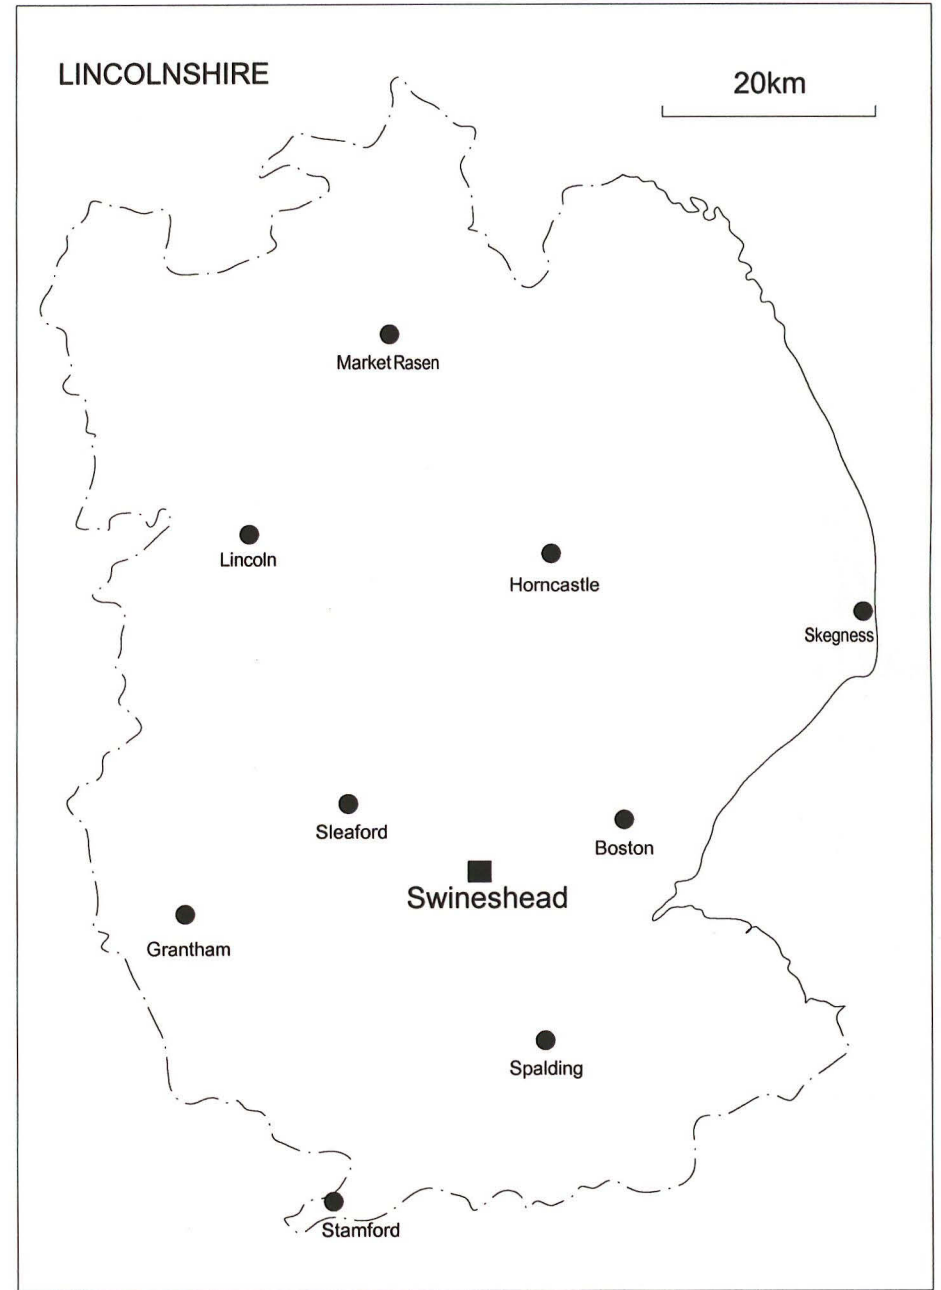 LINCOLNSHIRE
20km
Market Rasen
Lincoln
Horncastle
Skegness
Sleaford
Boston
Swineshead
Grantham
Spalding
Stamford